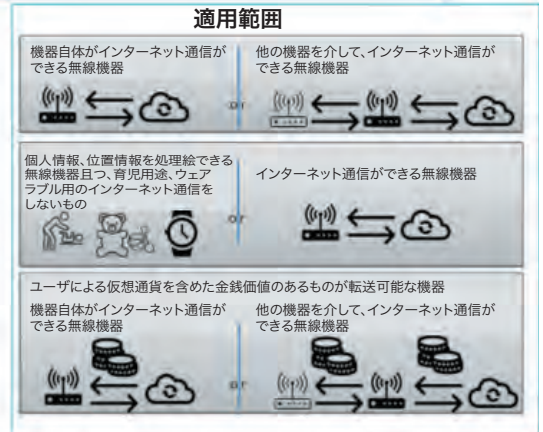 適用範囲
機器自体がインターネット通信が
できる無線機器
or
他の機器を介して、インターネット通信が
できる無線機器
個人情報、位置情報を処理絵できる
無線機器且つ、育児用途、ウェア
ラブル用のインターネット通信を
しないもの
or
インターネット通信ができる無線機器
ユーザによる仮想通貨を含めた金銭価値のあるものが転送可能な機器
機器自体がインターネット通信が
できる無線機器
or
他の機器を介して、インターネット通信が
できる無線機器